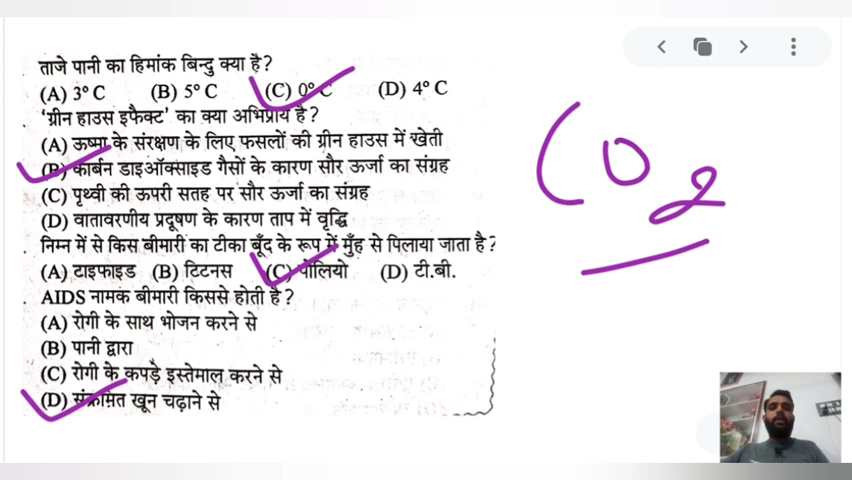 ताजे पानी का हिमांक बिन्दु क्या है?
(A) 3° C (B) 5° C (C) 0° C (D) 4° C
'ग्रीन हाउस इफैक्ट' का क्या अभिप्राय है?
(A) ऊष्मा के संरक्षण के लिए फसलों की ग्रीन हाउस में खेती
(B) कार्बन डाइऑक्साइड गैसों के कारण सौर ऊर्जा का संग्रह
(C) पृथ्वी की ऊपरी सतह पर सौर ऊर्जा का संग्रह
(D) वातावरणीय प्रदूषण के कारण ताप में वृद्धि
निम्न में से किस बीमारी का टीका बूँद के रूप में मुँह से पिलाया जाता है?
(A) टाइफाइड (B) टिटनस (C) पोलियो (D) टी.बी.
AIDS नामक बीमारी किससे होती है?
(A) रोगी के साथ भोजन करने से
(B) पानी द्वारा
(C) रोगी के कपड़े इस्तेमाल करने से
(D) संक्रमित खून चढ़ाने से
CO2